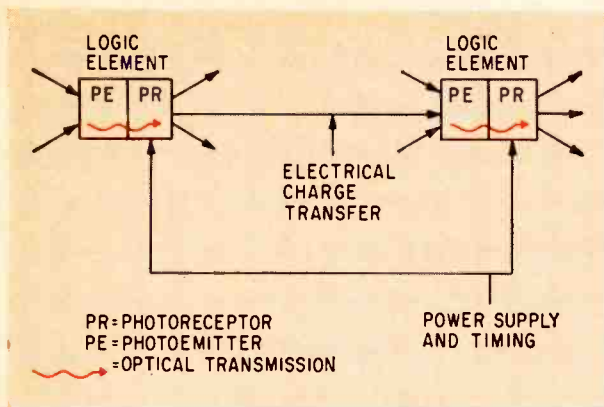 LOGIC
ELEMENT
LOGIC
ELEMENT
PE PR
PE PR
ELECTRICAL
CHARGE
TRANSFER
PR=PHOTORECEPTOR
PE=PHOTOEMITTER
=OPTICAL TRANSMISSION
POWER SUPPLY
AND TIMING